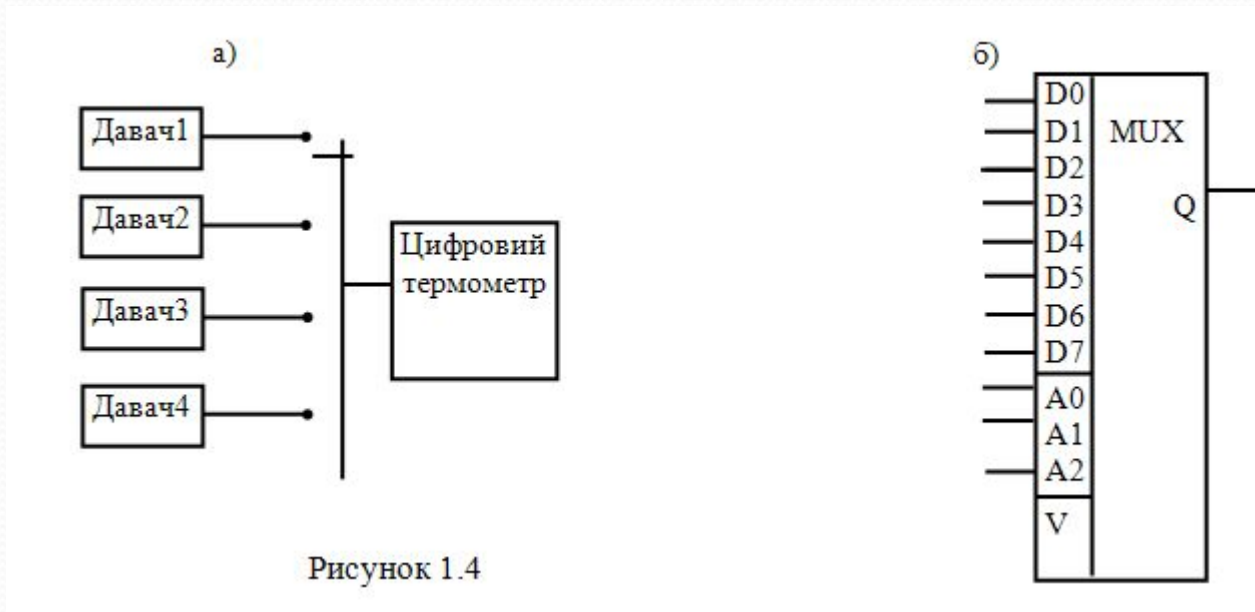 а)
Давач1
Давач2
Давач3
Давач4
Цифровий
термометр
Рисунок 1.4
б)
D0
D1
D2
D3
D4
D5
D6
D7
A0
A1
A2
V
MUX
Q